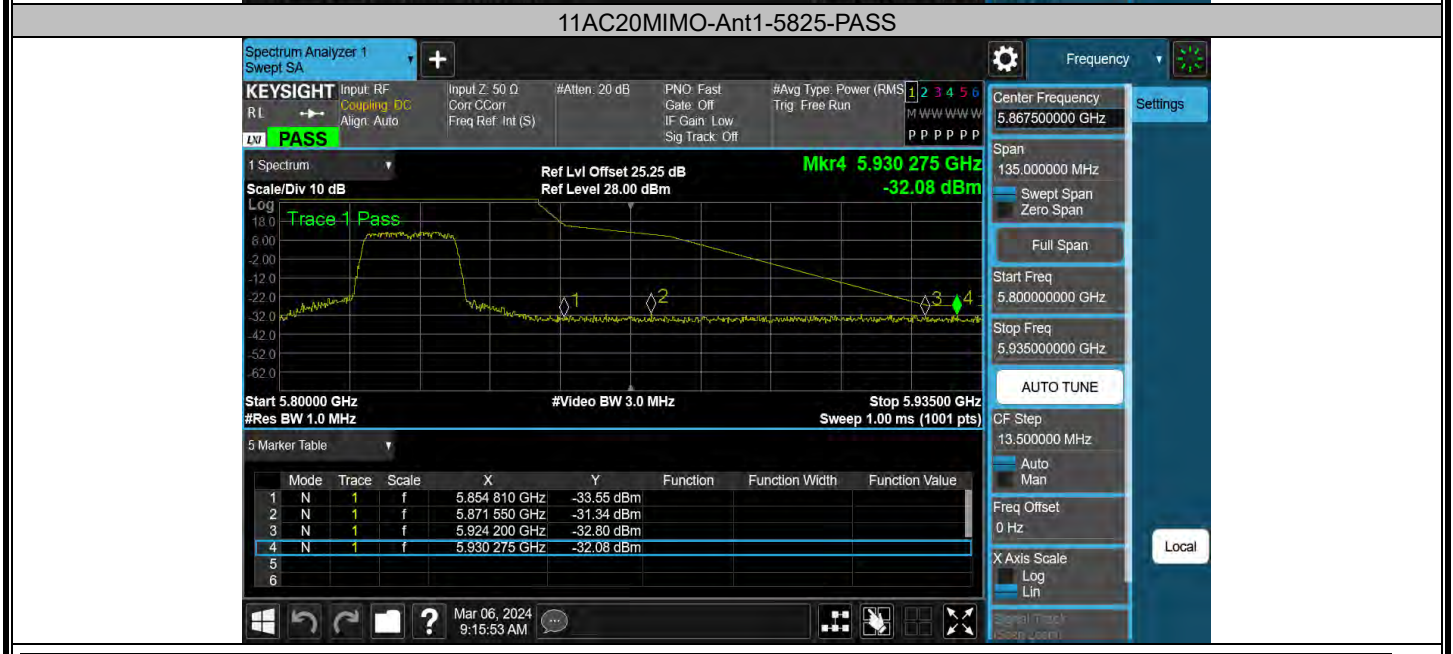 11AC20MIMO-Ant1-5825-PASS
Spectrum Analyzer 1
Swept SA
+
Frequency
KEYSIGHT
RL
LXI PASS
Input: RF
Coupling: DC
Align: Auto
Input Z: 50 Ω
Corr CCorr
Freq Ref: Int (S)
#Atten: 20 dB
PNO: Fast
Gate: Off
IF Gain: Low
Sig Track: Off
#Avg Type: Power (RMS
Trig: Free Run
1 2 3 4 5 6
M W W W W W
P P P P P P
1 Spectrum
Scale/Div 10 dB
Ref Lvl Offset 25.25 dB
Ref Level 28.00 dBm
Mkr4 5.930 275 GHz
-32.08 dBm
Log
Trace 1 Pass
18.0
8.00
-2.00
-12.0
-22.0
-32.0
-42.0
-52.0
-62.0
1
2
3
4
Start 5.80000 GHz
#Res BW 1.0 MHz
#Video BW 3.0 MHz
Stop 5.93500 GHz
Sweep 1.00 ms (1001 pts)
5 Marker Table
Mode Trace Scale X Y Function Function Width Function Value
1 N 1 f 5.854 810 GHz -33.55 dBm
2 N 1 f 5.871 550 GHz -31.34 dBm
3 N 1 f 5.924 200 GHz -32.80 dBm
4 N 1 f 5.930 275 GHz -32.08 dBm
5
6
?
Mar 06, 2024
9:15:53 AM
Center Frequency
5.867500000 GHz
Settings
Span
135.000000 MHz
Swept Span
Zero Span
Full Span
Start Freq
5.800000000 GHz
Stop Freq
5.935000000 GHz
AUTO TUNE
CF Step
13.500000 MHz
Auto
Man
Freq Offset
0 Hz
X Axis Scale
Log
Lin
Signal Track
(Span Zoom)
Local